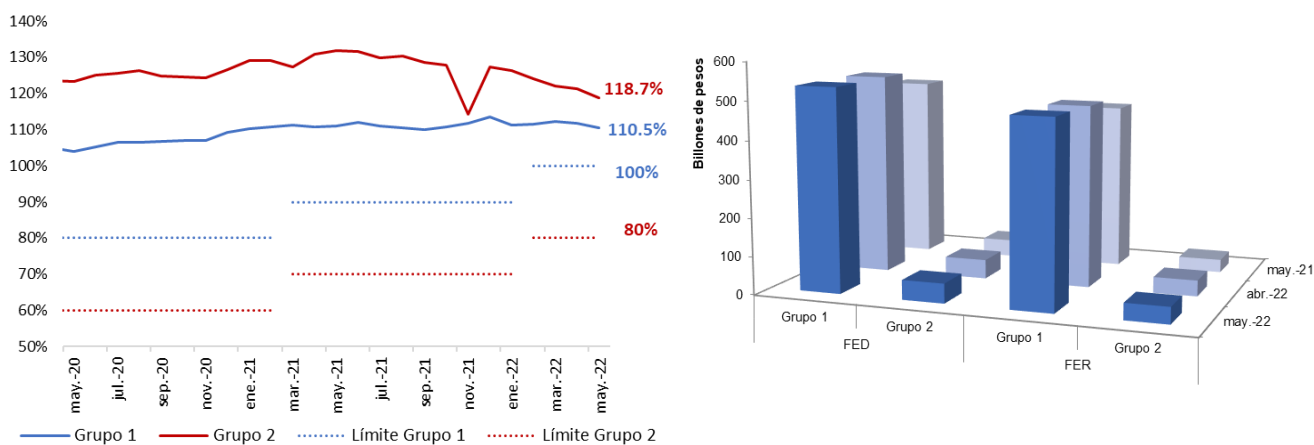 140%
130%
120%
110%
100%
90%
80%
70%
60%
50%
118.7%
110.5%
100%
80%
may.-20
jul.-20
sep.-20
nov.-20
ene.-21
mar.-21
may.-21
jul.-21
sep.-21
nov.-21
ene.-22
mar.-22
may.-22
Grupo 1
Grupo 2
Límite Grupo 1
Límite Grupo 2
Billones de pesos
600
500
400
300
200
100
0
Grupo 1
Grupo 2
Grupo 1
Grupo 2
FED
FER
may.-21
abr.-22
may.-22